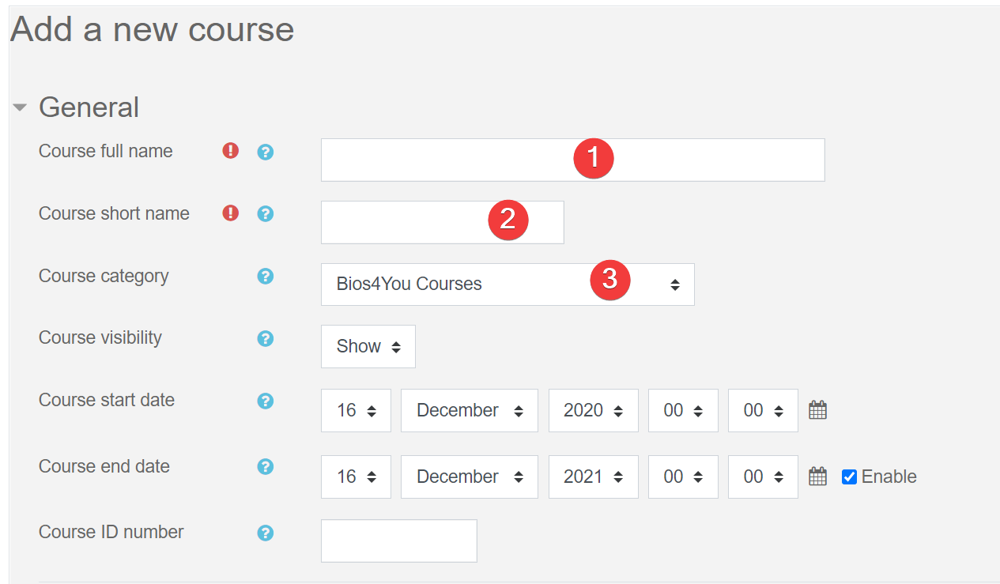 Add a new course
General
Course full name ! ? 1
Course short name ! ? 2
Course category ? Bios4You Courses 3
Course visibility ? Show
Course start date ? 16 December 2020 00 00
Course end date ? 16 December 2021 00 00 Enable
Course ID number ?